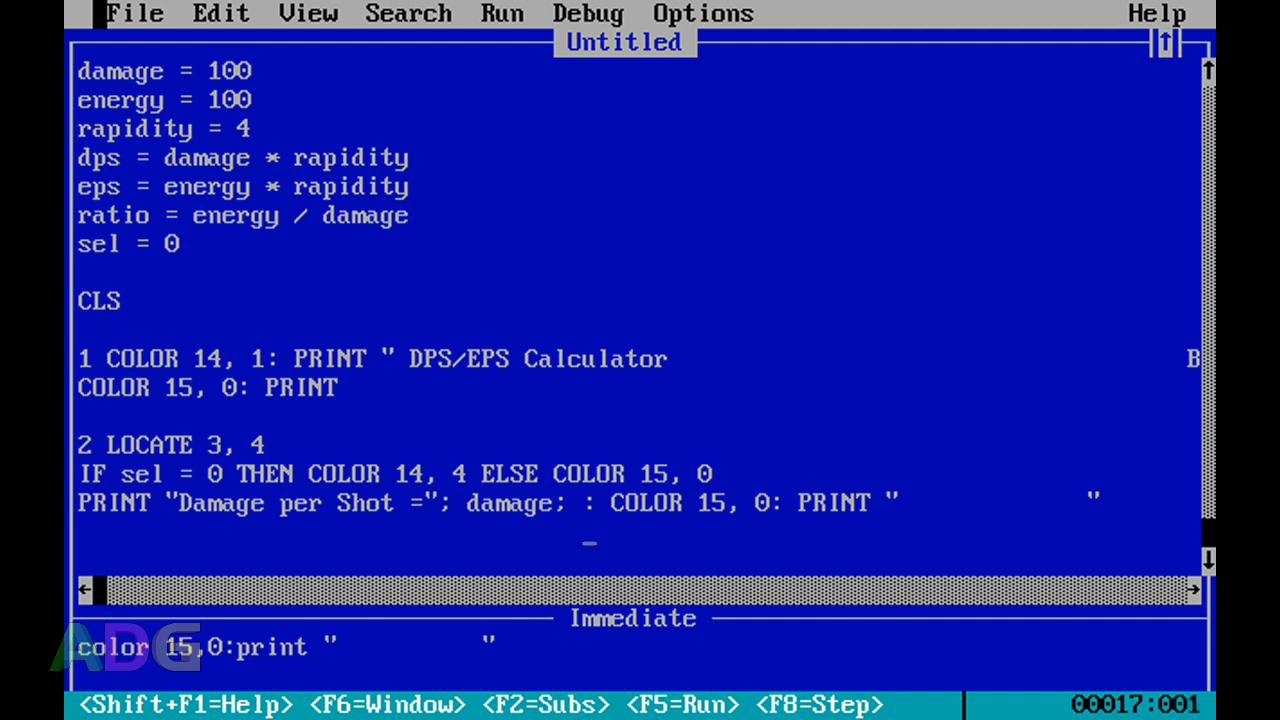 File Edit View Search Run Debug Options Help
Untitled
damage = 100
energy = 100
rapidity = 4
dps = damage * rapidity
eps = energy * rapidity
ratio = energy / damage
sel = 0
CLS
1 COLOR 14, 1: PRINT " DPS/EPS Calculator B
COLOR 15, 0: PRINT
2 LOCATE 3, 4
IF sel = 0 THEN COLOR 14, 4 ELSE COLOR 15, 0
PRINT "Damage per Shot ="; damage; : COLOR 15, 0: PRINT "             "
Immediate
color 15,0:print "          "
ADG
<Shift+F1=Help> <F6=Window> <F2=Subs> <F5=Run> <F8=Step> 00017:001